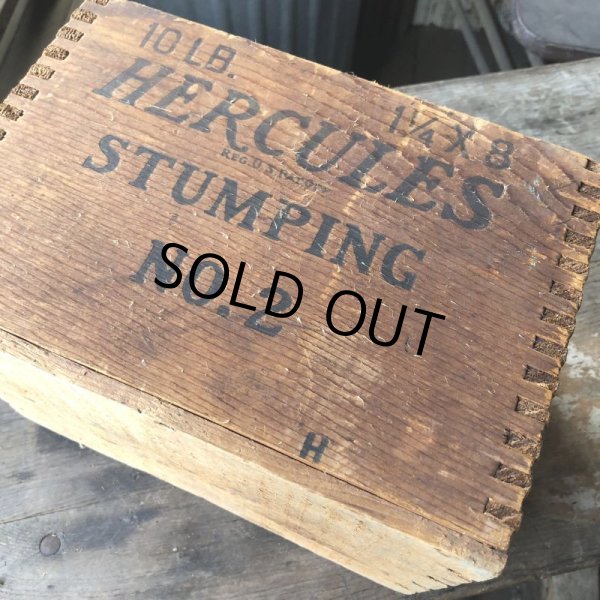 10 LB. 1¼ X 8
HERCULES
REG. U.S. PAT. OFF.
STUMPING
NO. 2
SOLD OUT
H